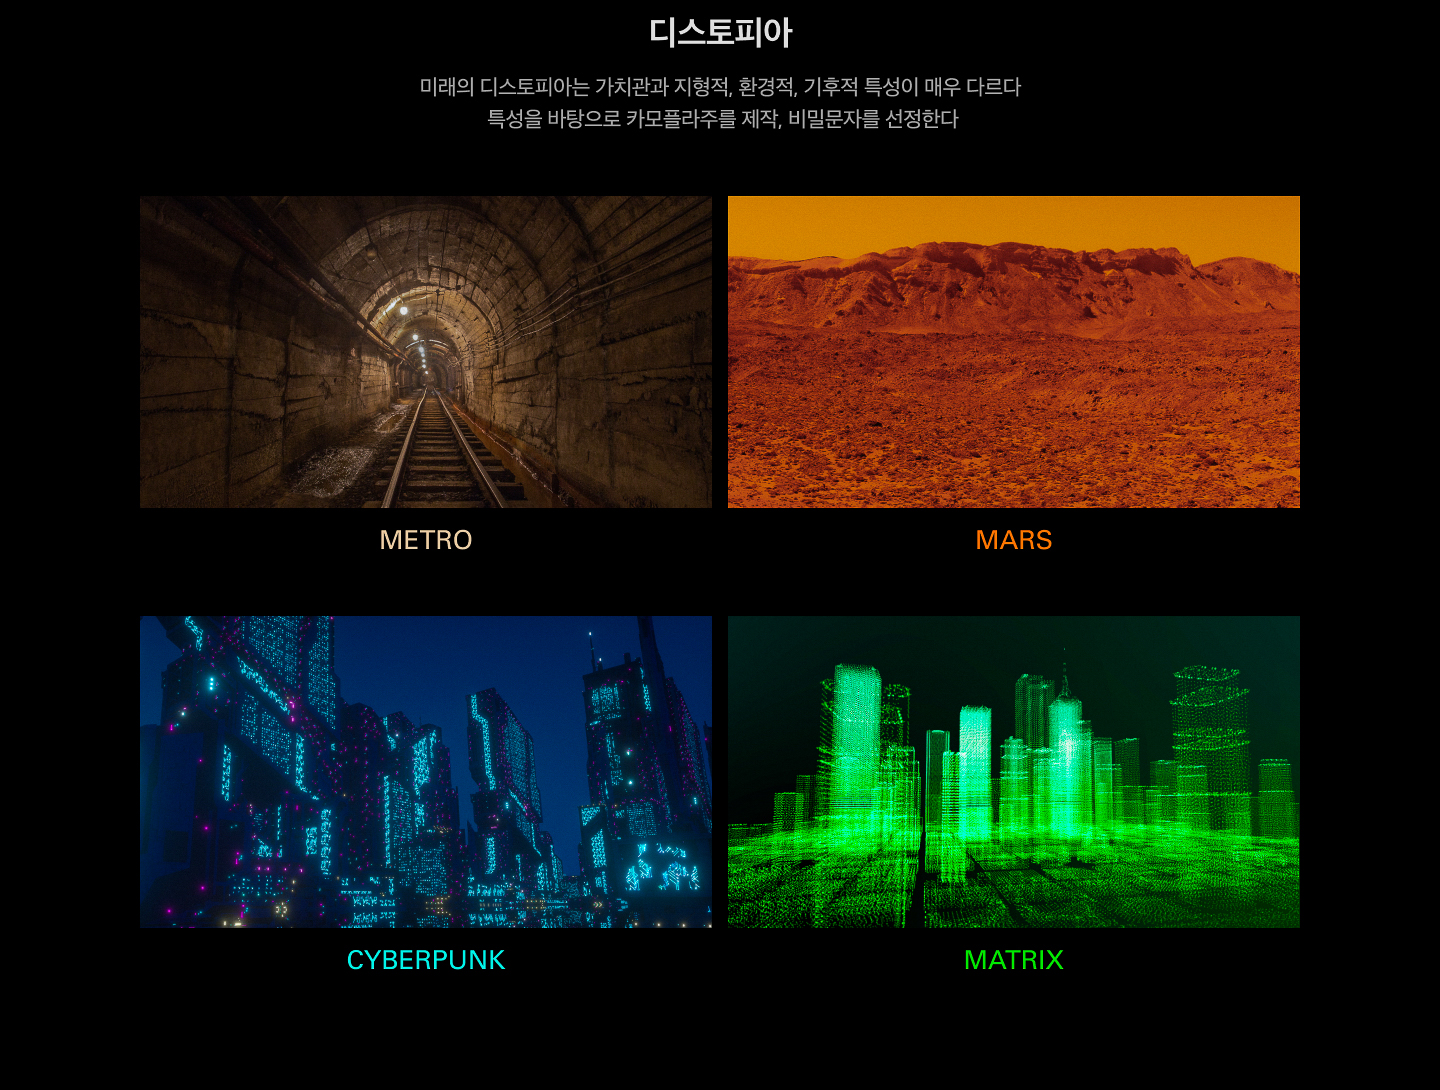 디스토피아
미래의 디스토피아는 가치관과 지형적, 환경적, 기후적 특성이 매우 다르다
특성을 바탕으로 카모플라주를 제작, 비밀문자를 선정한다
METRO
MARS
CYBERPUNK
MATRIX